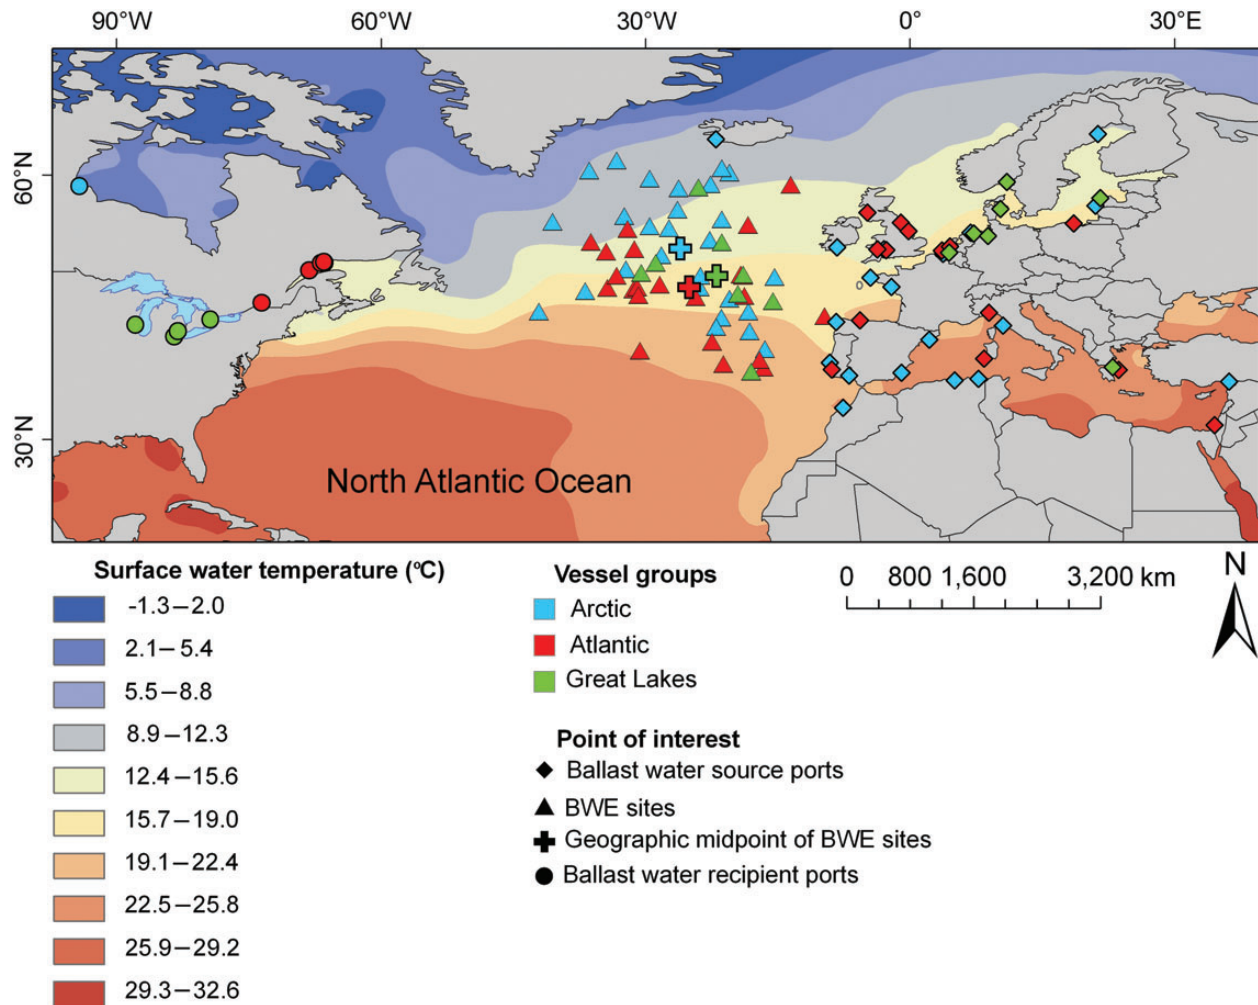 90°W 60°W 30°W 0° 30°E
60°N
30°N
North Atlantic Ocean
Surface water temperature (°C)
-1.3–2.0
2.1–5.4
5.5–8.8
8.9–12.3
12.4–15.6
15.7–19.0
19.1–22.4
22.5–25.8
25.9–29.2
29.3–32.6
Vessel groups
Arctic
Atlantic
Great Lakes
Point of interest
Ballast water source ports
BWE sites
Geographic midpoint of BWE sites
Ballast water recipient ports
0 800 1,600 3,200 km
N